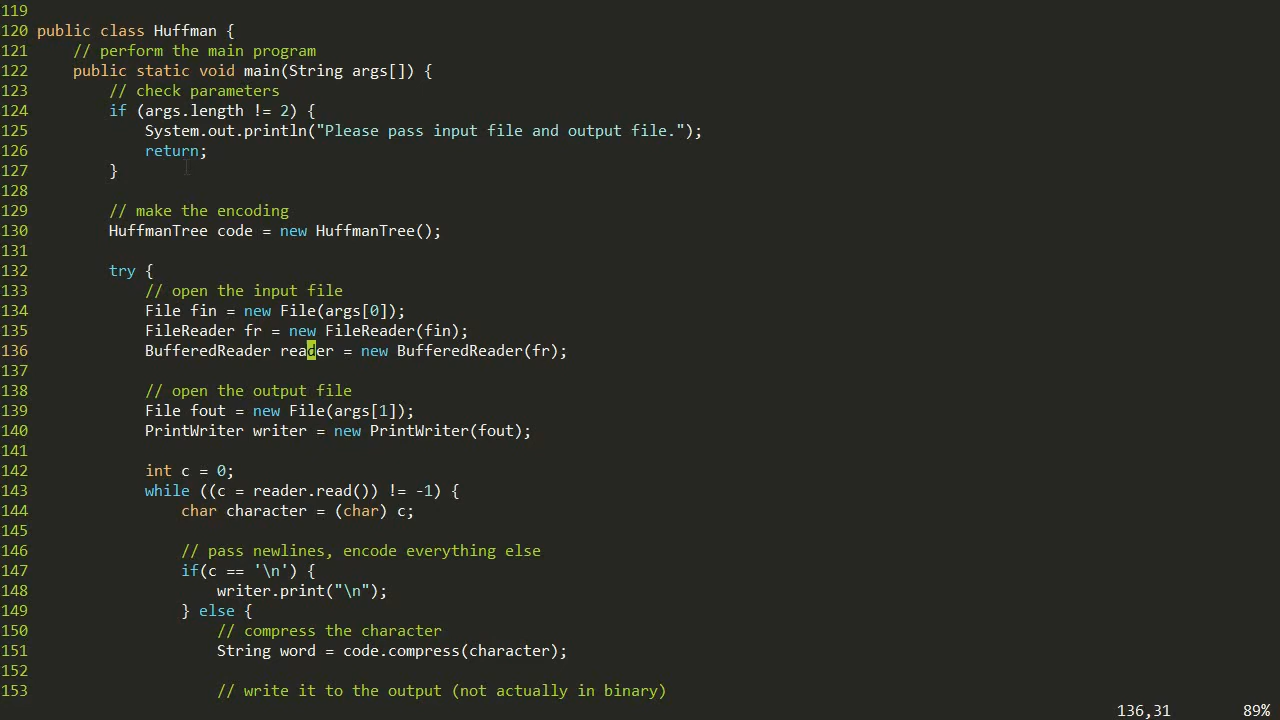 119
120 public class Huffman {
121     // perform the main program
122     public static void main(String args[]) {
123         // check parameters
124         if (args.length != 2) {
125             System.out.println("Please pass input file and output file.");
126             return;
127         }
128
129         // make the encoding
130         HuffmanTree code = new HuffmanTree();
131
132         try {
133             // open the input file
134             File fin = new File(args[0]);
135             FileReader fr = new FileReader(fin);
136             BufferedReader reader = new BufferedReader(fr);
137
138             // open the output file
139             File fout = new File(args[1]);
140             PrintWriter writer = new PrintWriter(fout);
141
142             int c = 0;
143             while ((c = reader.read()) != -1) {
144                 char character = (char) c;
145
146                 // pass newlines, encode everything else
147                 if(c == '\n') {
148                     writer.print("\n");
149                 } else {
150                     // compress the character
151                     String word = code.compress(character);
152
153                     // write it to the output (not actually in binary)
136,31 89%